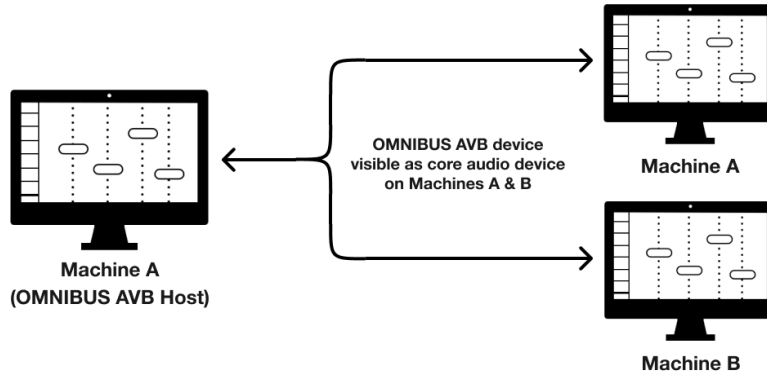 OMNIBUS AVB device
visible as core audio device
on Machines A & B
Machine A
Machine A
(OMNIBUS AVB Host)
Machine B